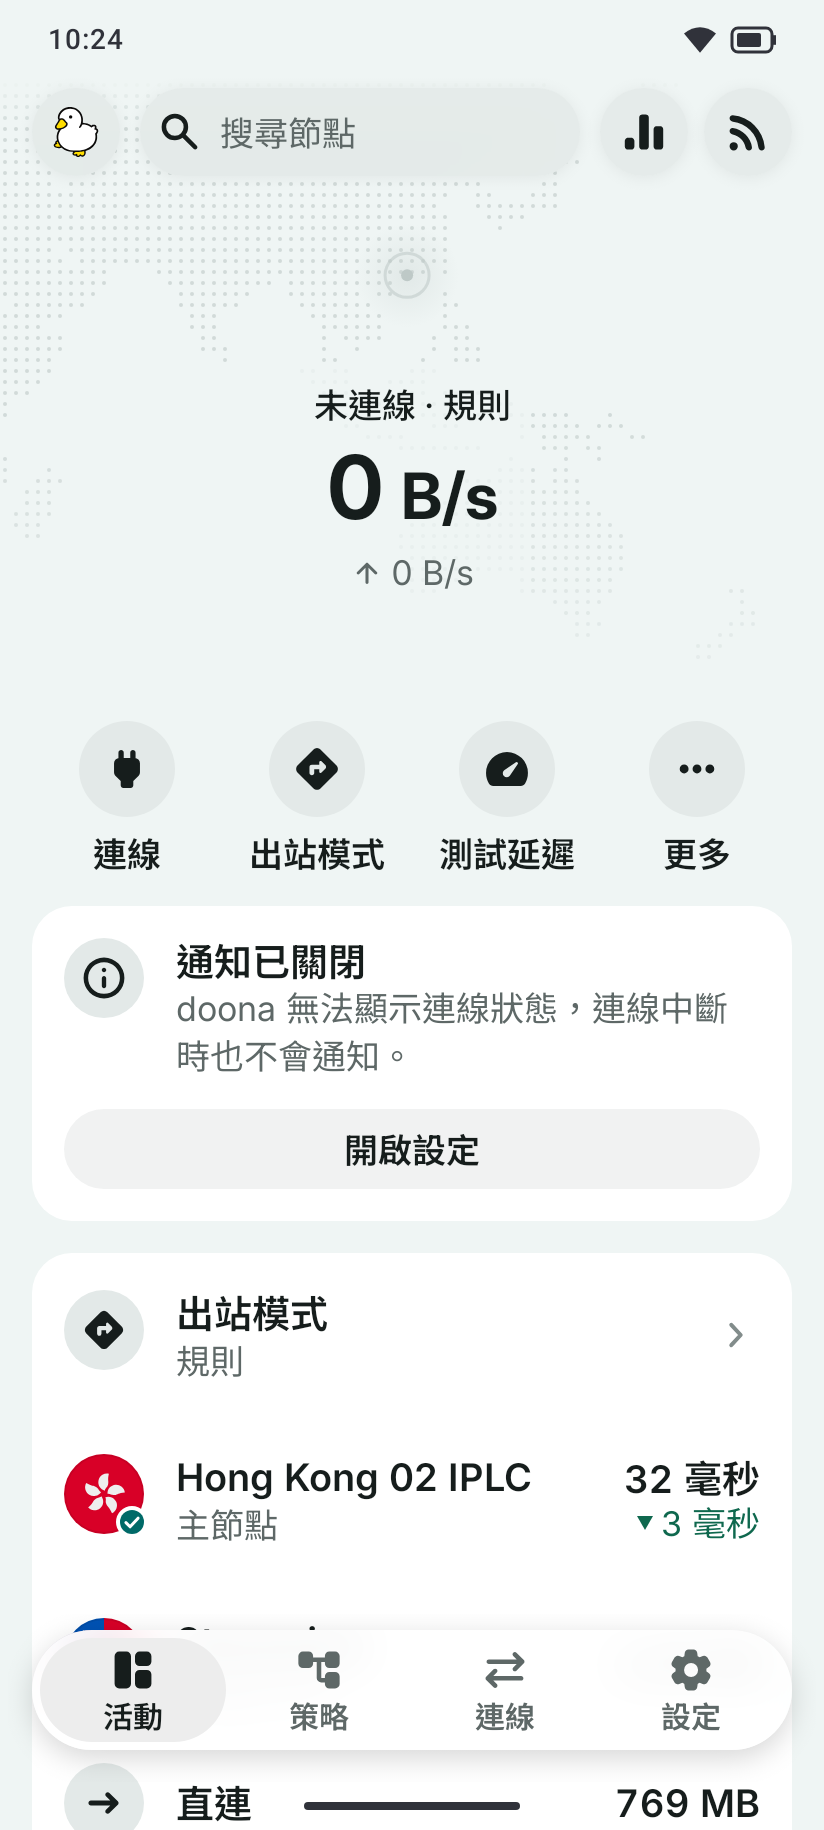 10:24
搜尋節點
未連線 · 規則
0 B/s
↑ 0 B/s
連線
出站模式
測試延遲
更多
通知已關閉
doona 無法顯示連線狀態，連線中斷
時也不會通知。
開啟設定
出站模式
規則
Hong Kong 02 IPLC
32 毫秒
主節點
▼3 毫秒
活動
策略
連線
設定
直連
769 MB